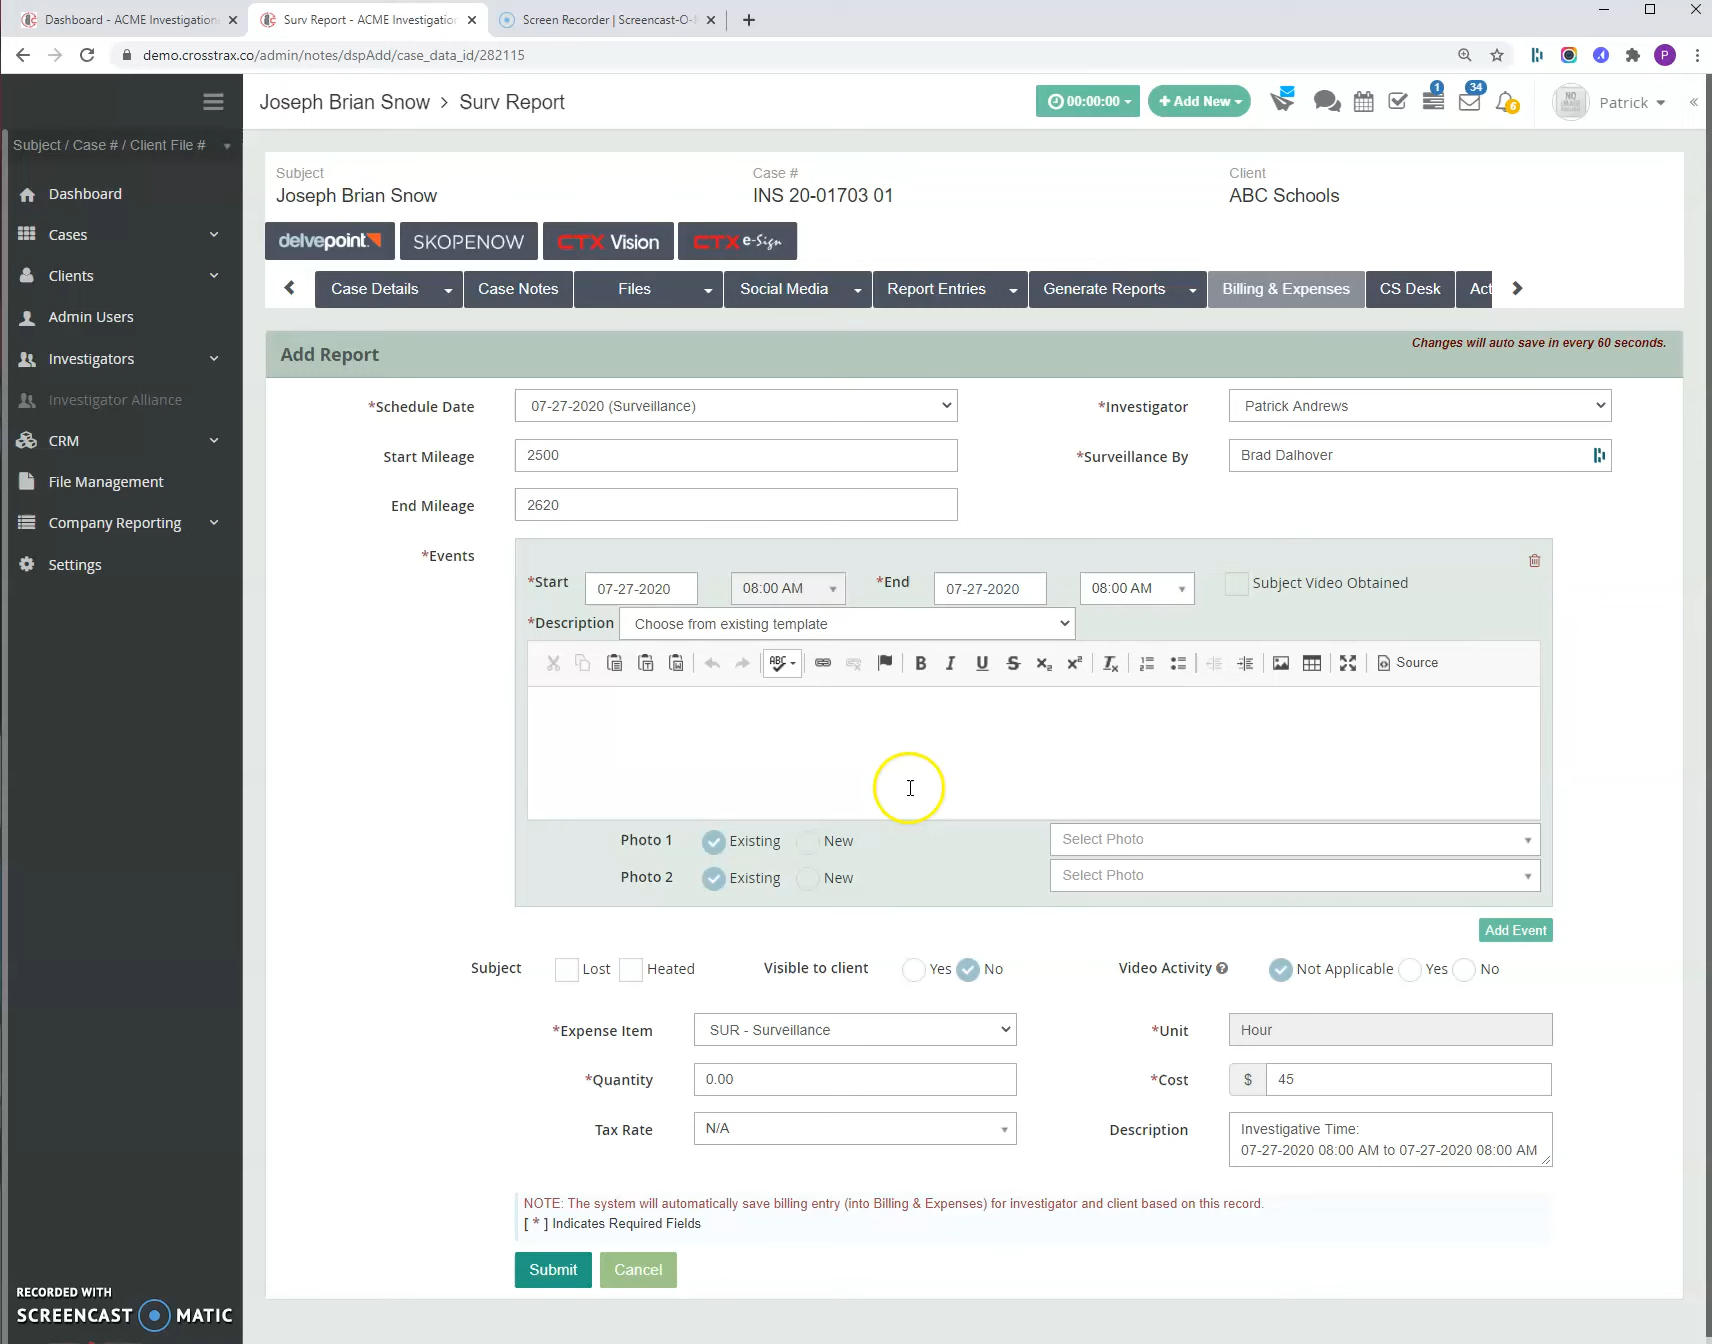 Dashboard - ACME Investigation
Surv Report - ACME Investigation
Screen Recorder | Screencast-O-
demo.crosstrax.co/admin/notes/dspAdd/case_data_id/282115
P
Joseph Brian Snow > Surv Report
00:00:00
+ Add New
1
34
6
NO IMAGE
Patrick
Subject / Case # / Client File #
Dashboard
Cases
Clients
Admin Users
Investigators
Investigator Alliance
CRM
File Management
Company Reporting
Settings
Subject
Case #
Client
Joseph Brian Snow
INS 20-01703 01
ABC Schools
delvepoint
SKOPENOW
CTX Vision
CTX e-Sign
Case Details
Case Notes
Files
Social Media
Report Entries
Generate Reports
Billing & Expenses
CS Desk
Act
Add Report
Changes will auto save in every 60 seconds.
*Schedule Date
07-27-2020 (Surveillance)
*Investigator
Patrick Andrews
Start Mileage
2500
*Surveillance By
Brad Dalhover
End Mileage
2620
*Events
*Start
07-27-2020
08:00 AM
*End
07-27-2020
08:00 AM
Subject Video Obtained
*Description
Choose from existing template
ABC
B I U S x₂ x² Tx
Source
Photo 1
Existing
New
Select Photo
Photo 2
Existing
New
Select Photo
Add Event
Subject
Lost
Heated
Visible to client
Yes
No
Video Activity
Not Applicable
Yes
No
*Expense Item
SUR - Surveillance
*Unit
Hour
*Quantity
0.00
*Cost
$
45
Tax Rate
N/A
Description
Investigative Time:
07-27-2020 08:00 AM to 07-27-2020 08:00 AM
NOTE: The system will automatically save billing entry (into Billing & Expenses) for investigator and client based on this record.
[ * ] Indicates Required Fields
Submit
Cancel
RECORDED WITH
SCREENCAST MATIC